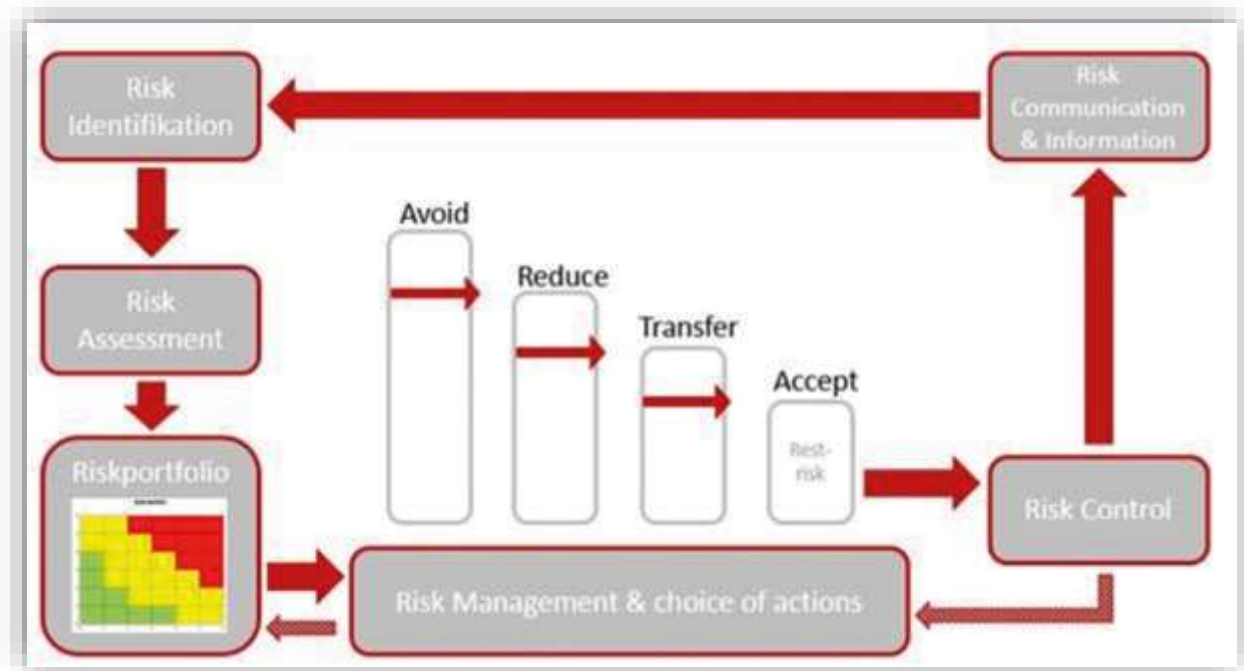 Risk
Identifikation
Risk
Communication
& Information
Avoid
Reduce
Transfer
Accept
Rest-
risk
Risk
Assessment
Riskportfolio
Risk Control
Risk Management & choice of actions